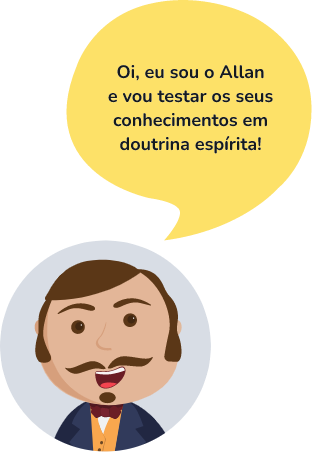 Oi, eu sou o Allan
e vou testar os seus
conhecimentos em
doutrina espírita!